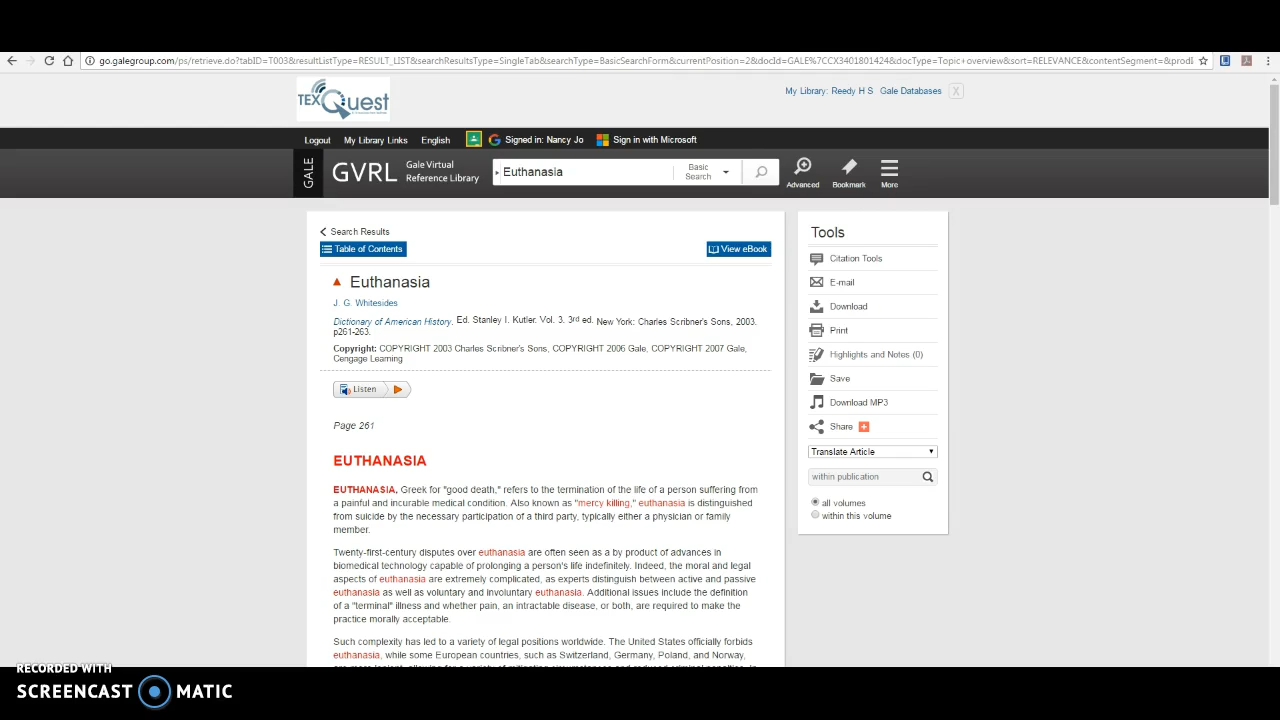 go.galegroup.com/ps/retrieve.do?tabID=T003&resultListType=RESULT_LIST&searchResultsType=SingleTab&searchType=BasicSearchForm&currentPosition=2&docId=GALE%7CCX3401801424&docType=Topic+overview&sort=RELEVANCE&contentSegment=&prodI
TEXQuest
My Library: Reedy H S Gale Databases X
Logout My Library Links English Signed in: Nancy Jo Sign in with Microsoft
GALE
GVRL Gale Virtual Reference Library
Euthanasia
Basic Search
Advanced Bookmark More
Search Results
Table of Contents View eBook
Euthanasia
J. G. Whitesides
Dictionary of American History. Ed. Stanley I. Kutler. Vol. 3. 3rd ed. New York: Charles Scribner's Sons, 2003.
p261-263.
Copyright: COPYRIGHT 2003 Charles Scribner's Sons, COPYRIGHT 2006 Gale, COPYRIGHT 2007 Gale,
Cengage Learning
Listen
Page 261
EUTHANASIA
EUTHANASIA, Greek for "good death," refers to the termination of the life of a person suffering from
a painful and incurable medical condition. Also known as "mercy killing," euthanasia is distinguished
from suicide by the necessary participation of a third party, typically either a physician or family
member.
Twenty-first-century disputes over euthanasia are often seen as a by product of advances in
biomedical technology capable of prolonging a person's life indefinitely. Indeed, the moral and legal
aspects of euthanasia are extremely complicated, as experts distinguish between active and passive
euthanasia as well as voluntary and involuntary euthanasia. Additional issues include the definition
of a "terminal" illness and whether pain, an intractable disease, or both, are required to make the
practice morally acceptable.
Such complexity has led to a variety of legal positions worldwide. The United States officially forbids
euthanasia, while some European countries, such as Switzerland, Germany, Poland, and Norway,
Tools
Citation Tools
E-mail
Download
Print
Highlights and Notes (0)
Save
Download MP3
Share
Translate Article
within publication
all volumes
within this volume
RECORDED WITH
SCREENCAST MATIC